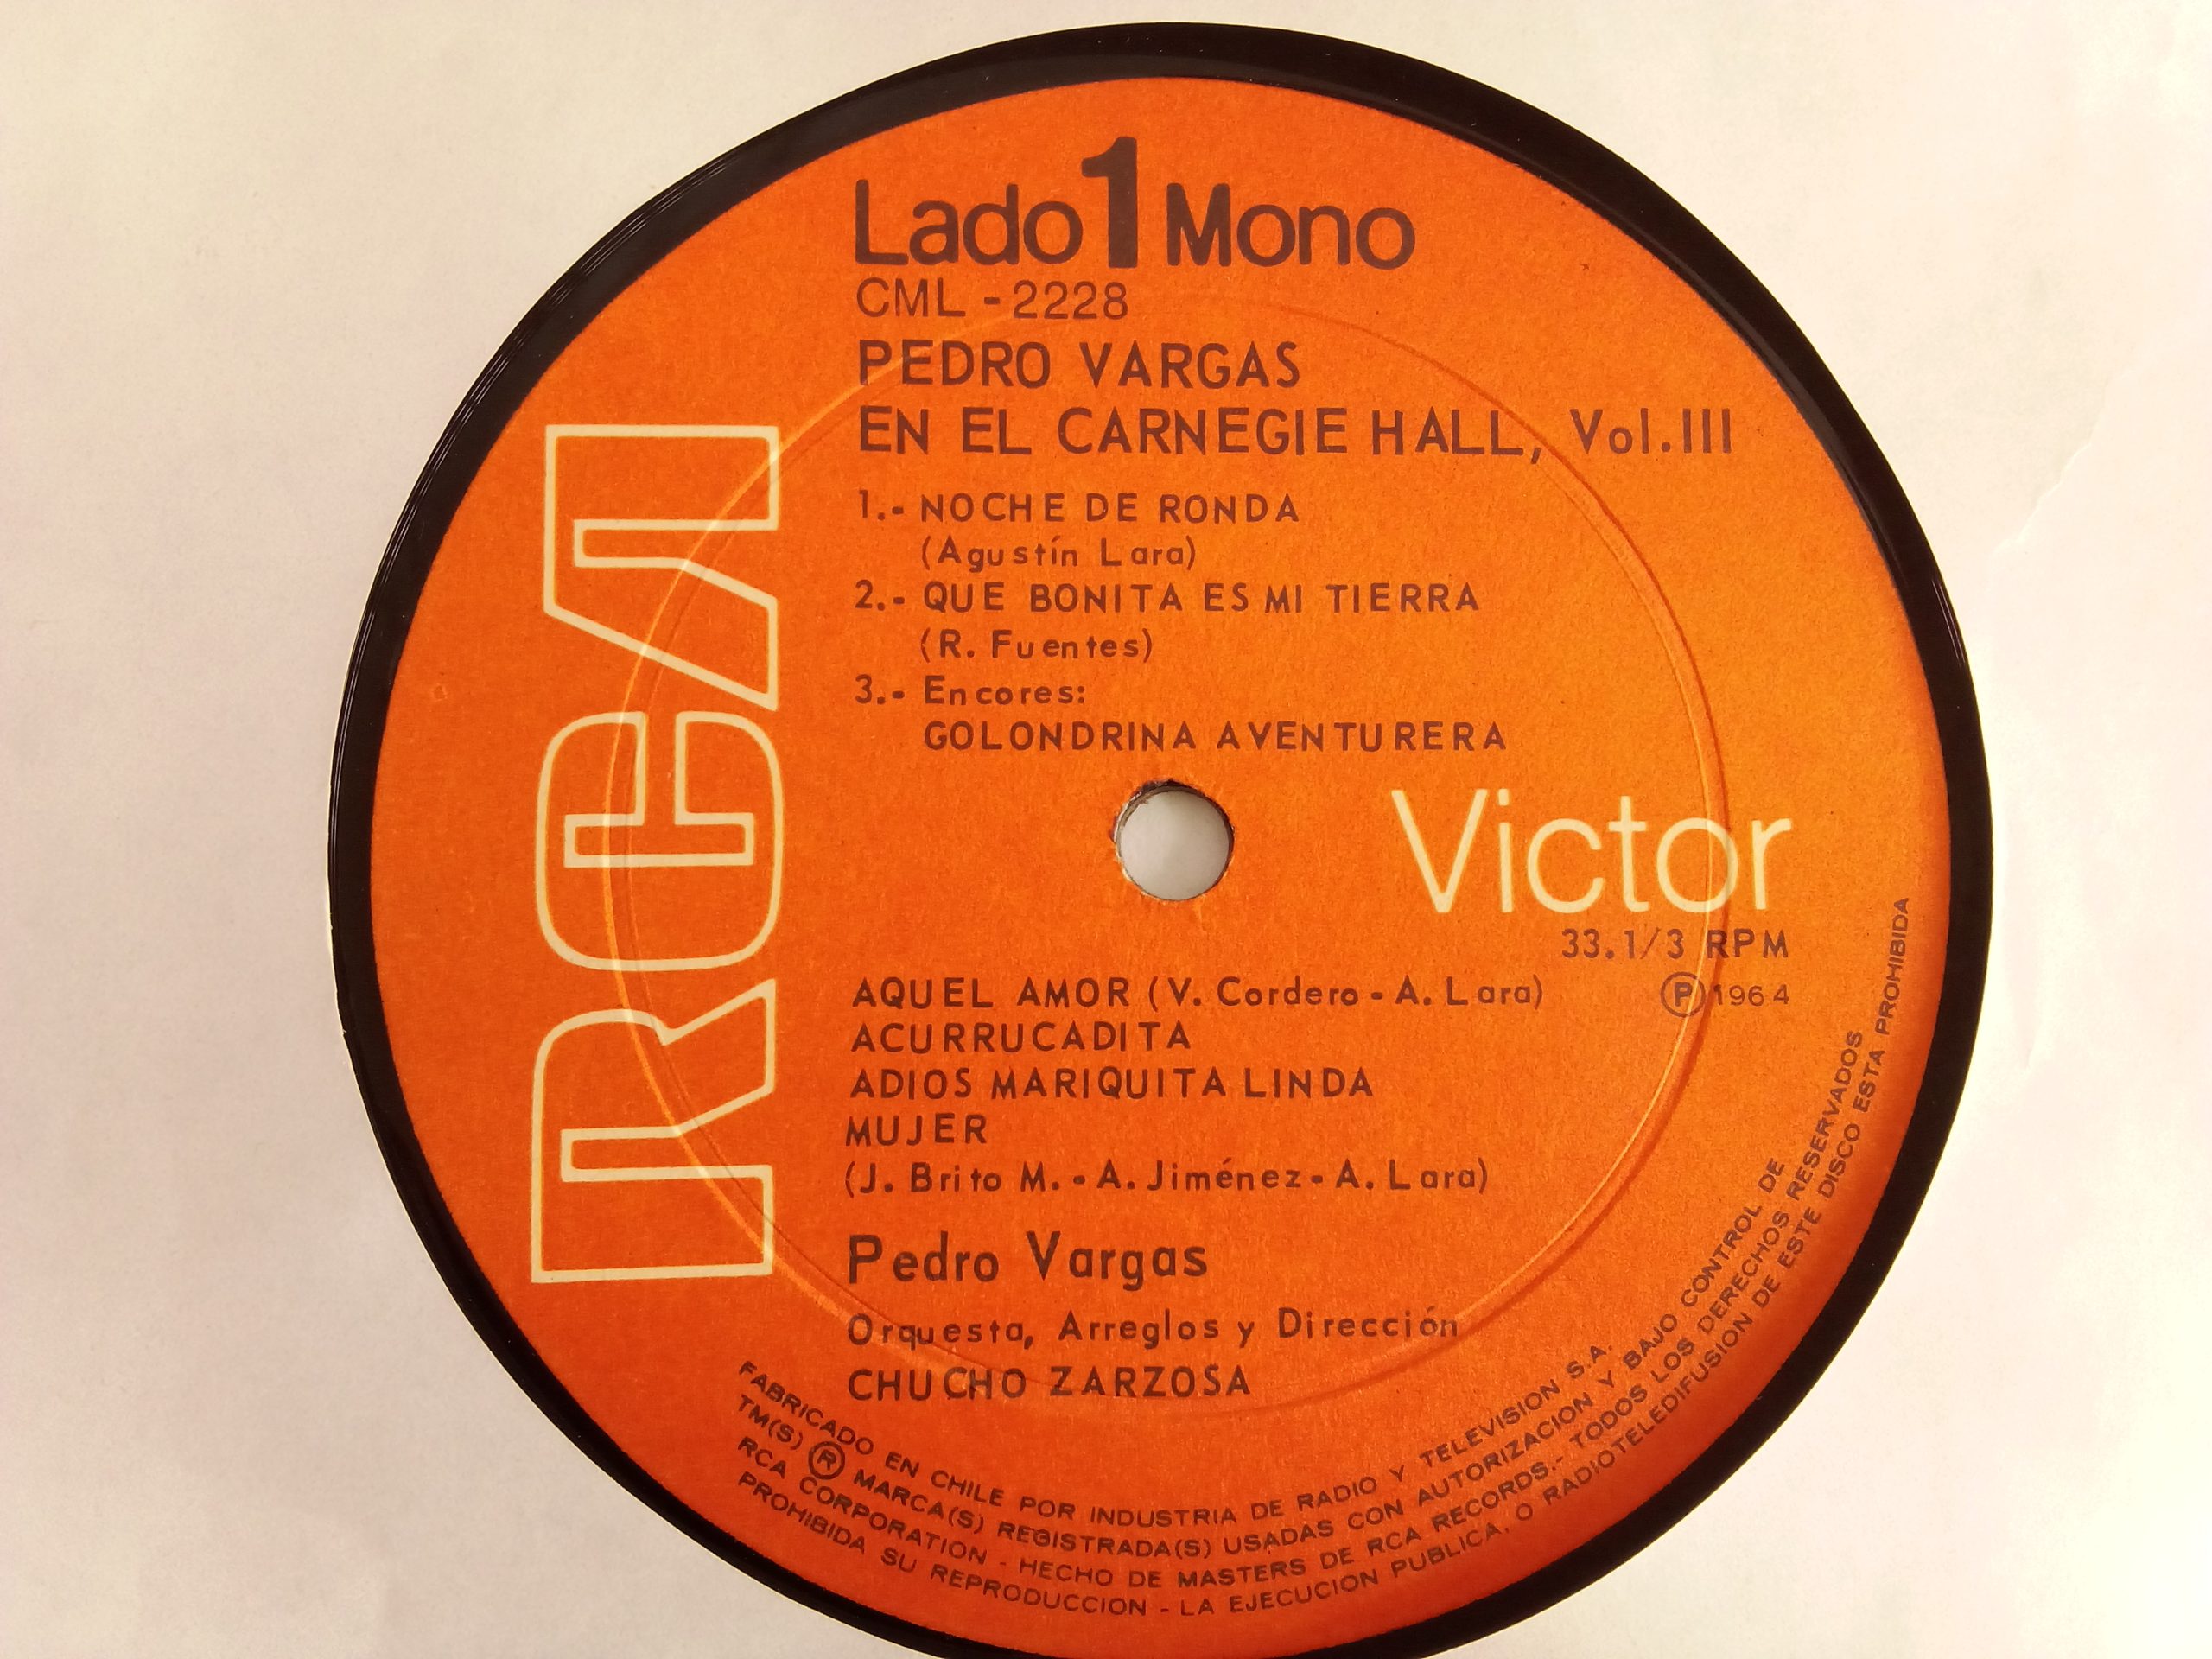 Lado 1 Mono
CML - 2228
PEDRO VARGAS
EN EL CARNEGIE HALL, Vol. III
1.- NOCHE DE RONDA
(Agustín Lara)
2.- QUE BONITA ES MI TIERRA
(R. Fuentes)
3.- Encores:
GOLONDRINA AVENTURERA
RCA
Victor
33.1/3 RPM
AQUEL AMOR (V. Cordero - A. Lara)
℗ 1964
ACURRUCADITA
ADIOS MARIQUITA LINDA
MUJER
(J. Brito M. - A. Jiménez - A. Lara)
Pedro Vargas
Orquesta, Arreglos y Dirección
CHUCHO ZARZOSA
FABRICADO EN CHILE POR INDUSTRIA DE RADIO Y TELEVISION S.A.
TM(S) ® MARCA(S) REGISTRADA(S) USADAS CON AUTORIZACION Y BAJO CONTROL DE
RCA CORPORATION - HECHO DE MASTERS DE RCA RECORDS.- TODOS LOS DERECHOS RESERVADOS
PROHIBIDA SU REPRODUCCION - LA EJECUCION PUBLICA, O RADIOTELEDIFUSION DE ESTE DISCO ESTA PROHIBIDA